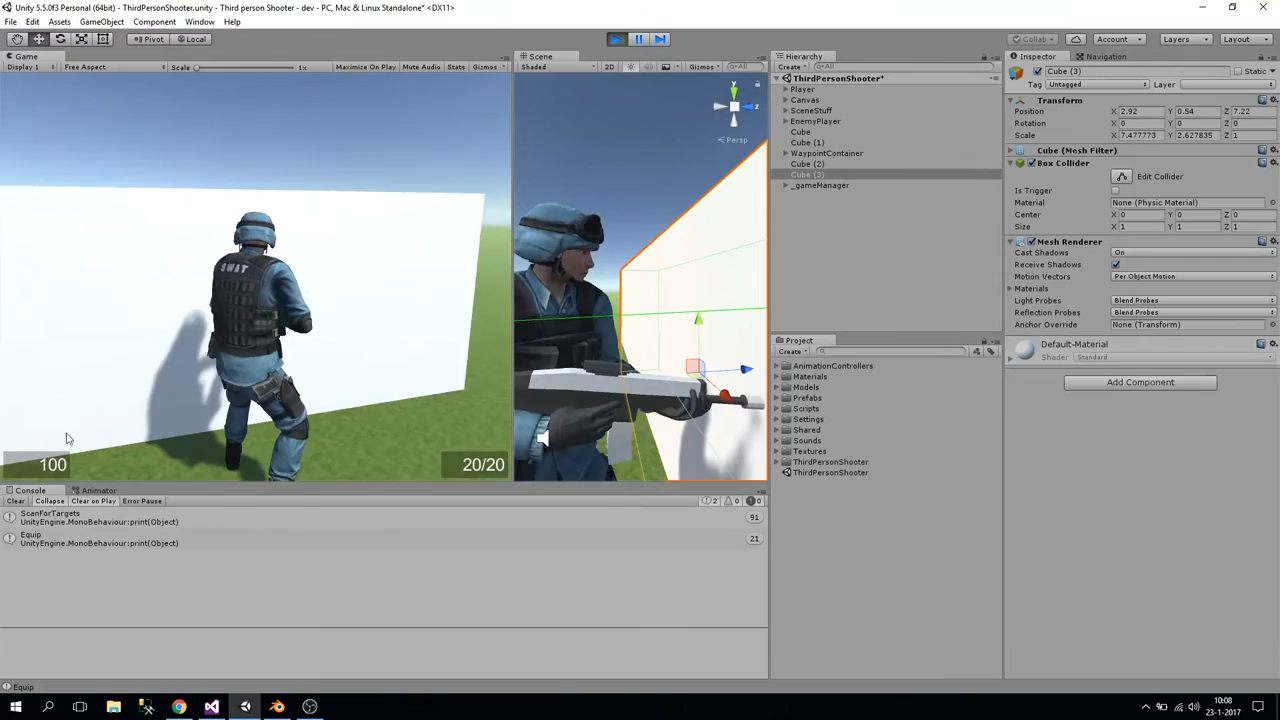 Unity 5.5.0f3 Personal (64bit) - ThirdPersonShooter.unity - Third person Shooter - dev - PC, Mac & Linux Standalone* <DX11>
File Edit Assets GameObject Component Window Help
Pivot Local
Collab Account Layers Layout
Game
Display 1 Free Aspect Scale 1x Maximize On Play Mute Audio Stats Gizmos
Scene
Shaded 2D Gizmos All
y
z
Persp
SWAT
100
20/20
Hierarchy
Create All
ThirdPersonShooter*
Player
Canvas
SceneStuff
EnemyPlayer
Cube
Cube (1)
WaypointContainer
Cube (2)
Cube (3)
_gameManager
Project
Create
AnimationControllers
Materials
Models
Prefabs
Scripts
Settings
Shared
Sounds
Textures
ThirdPersonShooter
ThirdPersonShooter
Inspector Navigation
Cube (3) Static
Tag Untagged Layer
Transform
Position X 2.92 Y 0.54 Z 7.22
Rotation X 0 Y 0 Z 0
Scale X 7.477773 Y 2.627835 Z 1
Cube (Mesh Filter)
Box Collider
Edit Collider
Is Trigger
Material None (Physic Material)
Center X 0 Y 0 Z 0
Size X 1 Y 1 Z 1
Mesh Renderer
Cast Shadows On
Receive Shadows
Motion Vectors Per Object Motion
Materials
Light Probes Blend Probes
Reflection Probes Blend Probes
Anchor Override None (Transform)
Default-Material
Shader Standard
Add Component
Console Animator
Clear Collapse Clear on Play Error Pause 2 0 0
ScanForTargets
UnityEngine.MonoBehaviour:print(Object) 91
Equip
UnityEngine.MonoBehaviour:print(Object) 21
Equip
10:08
23-1-2017